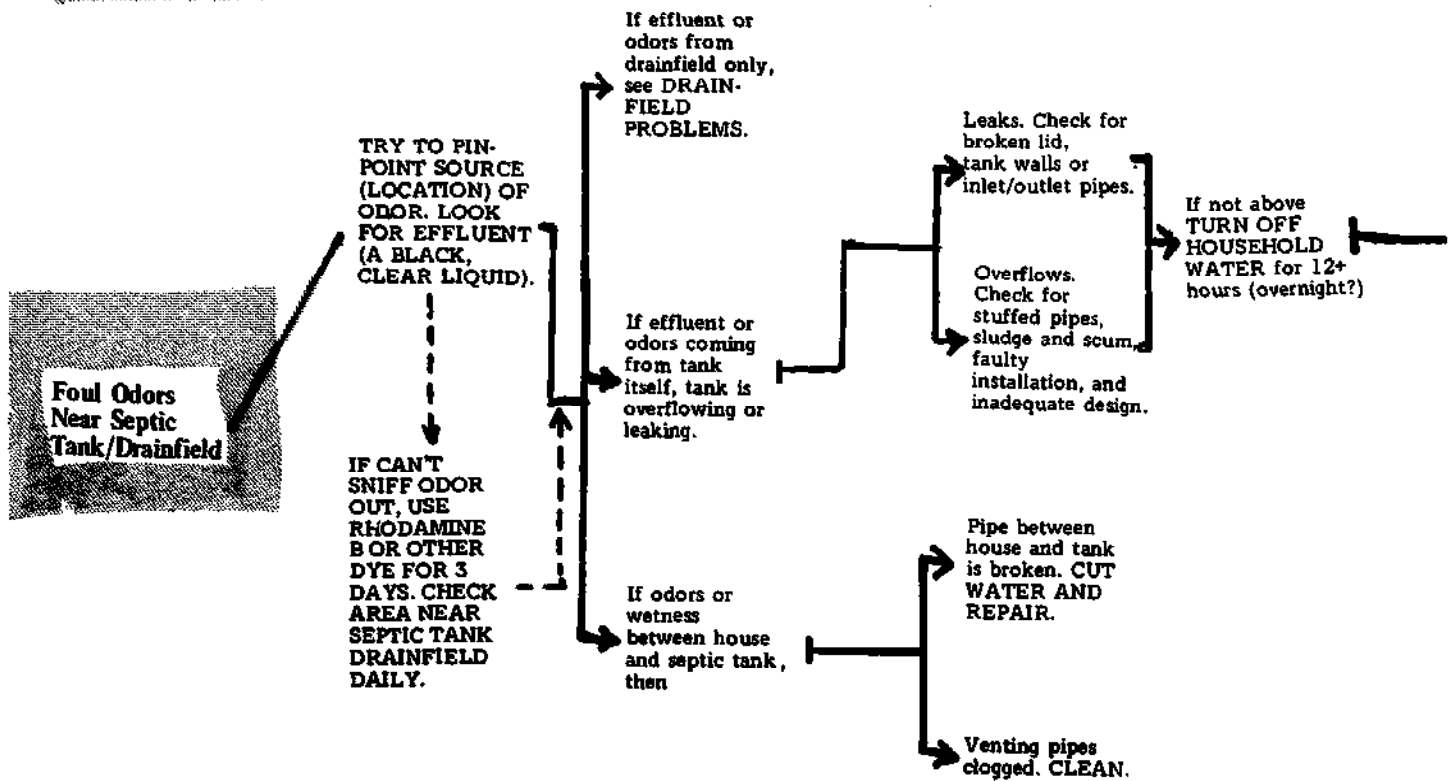 Foul Odors
Near Septic
Tank/Drainfield
TRY TO PIN-
POINT SOURCE
(LOCATION) OF
ODOR. LOOK
FOR EFFLUENT
(A BLACK,
CLEAR LIQUID).
IF CAN'T
SNIFF ODOR
OUT, USE
RHODAMINE
B OR OTHER
DYE FOR 3
DAYS. CHECK
AREA NEAR
SEPTIC TANK
DRAINFIELD
DAILY.
If effluent or
odors from
drainfield only,
see DRAIN-
FIELD
PROBLEMS.
If effluent or
odors coming
from tank
itself, tank is
overflowing or
leaking.
If odors or
wetness
between house
and septic tank,
then
Leaks. Check for
broken lid,
tank walls or
inlet/outlet pipes.
Overflows.
Check for
stuffed pipes,
sludge and scum,
faulty
installation, and
inadequate design.
If not above
TURN OFF
HOUSEHOLD
WATER for 12+
hours (overnight?)
Pipe between
house and tank
is broken. CUT
WATER AND
REPAIR.
Venting pipes
clogged. CLEAN.